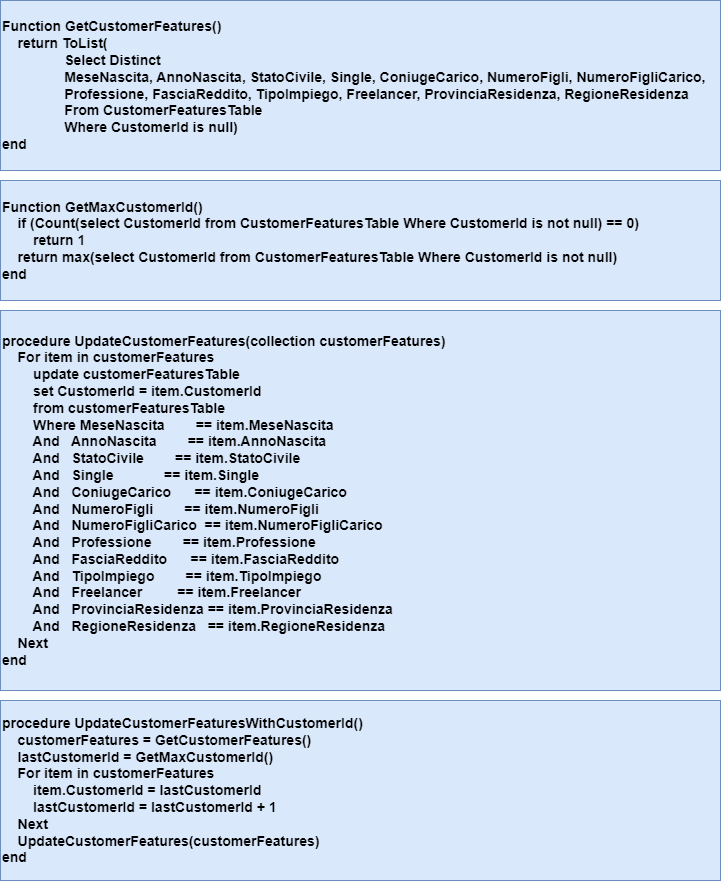 Function GetCustomerFeatures()
return ToList(
Select Distinct
MeseNascita, AnnoNascita, StatoCivile, Single, ConiugeCarico, NumeroFigli, NumeroFigliCarico,
Professione, FasciaReddito, TipoImpiego, Freelancer, ProvinciaResidenza, RegioneResidenza
From CustomerFeaturesTable
Where CustomerId is null)
end
Function GetMaxCustomerId()
if (Count(select CustomerId from CustomerFeaturesTable Where CustomerId is not null) == 0)
return 1
return max(select CustomerId from CustomerFeaturesTable Where CustomerId is not null)
end
procedure UpdateCustomerFeatures(collection customerFeatures)
For item in customerFeatures
update customerFeaturesTable
set CustomerId = item.CustomerId
from customerFeaturesTable
Where MeseNascita == item.MeseNascita
And AnnoNascita == item.AnnoNascita
And StatoCivile == item.StatoCivile
And Single == item.Single
And ConiugeCarico == item.ConiugeCarico
And NumeroFigli == item.NumeroFigli
And NumeroFigliCarico == item.NumeroFigliCarico
And Professione == item.Professione
And FasciaReddito == item.FasciaReddito
And TipoImpiego == item.TipoImpiego
And Freelancer == item.Freelancer
And ProvinciaResidenza == item.ProvinciaResidenza
And RegioneResidenza == item.RegioneResidenza
Next
end
procedure UpdateCustomerFeaturesWithCustomerId()
customerFeatures = GetCustomerFeatures()
lastCustomerId = GetMaxCustomerId()
For item in customerFeatures
item.CustomerId = lastCustomerId
lastCustomerId = lastCustomerId + 1
Next
UpdateCustomerFeatures(customerFeatures)
end